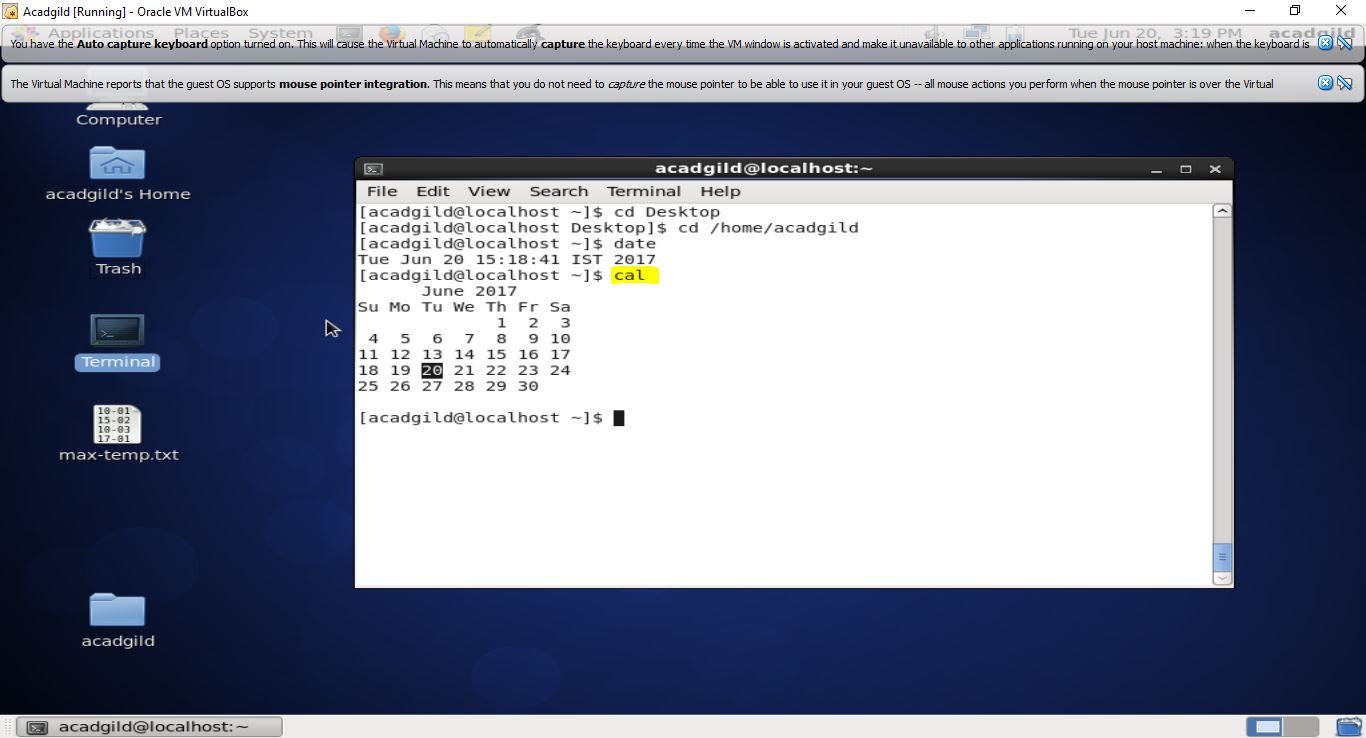 Acadgild [Running] - Oracle VM VirtualBox
Applications Places System Tue Jun 20, 3:19 PM acadgild
You have the Auto capture keyboard option turned on. This will cause the Virtual Machine to automatically capture the keyboard every time the VM window is activated and make it unavailable to other applications running on your host machine: when the keyboard is
The Virtual Machine reports that the guest OS supports mouse pointer integration. This means that you do not need to capture the mouse pointer to be able to use it in your guest OS -- all mouse actions you perform when the mouse pointer is over the Virtual
Computer
acadgild's Home
Trash
Terminal
10-01
15-02
10-03
17-01
max-temp.txt
acadgild
acadgild@localhost:~
File Edit View Search Terminal Help
[acadgild@localhost ~]$ cd Desktop
[acadgild@localhost Desktop]$ cd /home/acadgild
[acadgild@localhost ~]$ date
Tue Jun 20 15:18:41 IST 2017
[acadgild@localhost ~]$ cal
June 2017
Su Mo Tu We Th Fr Sa
1 2 3
4 5 6 7 8 9 10
11 12 13 14 15 16 17
18 19 20 21 22 23 24
25 26 27 28 29 30
[acadgild@localhost ~]$
acadgild@localhost:~